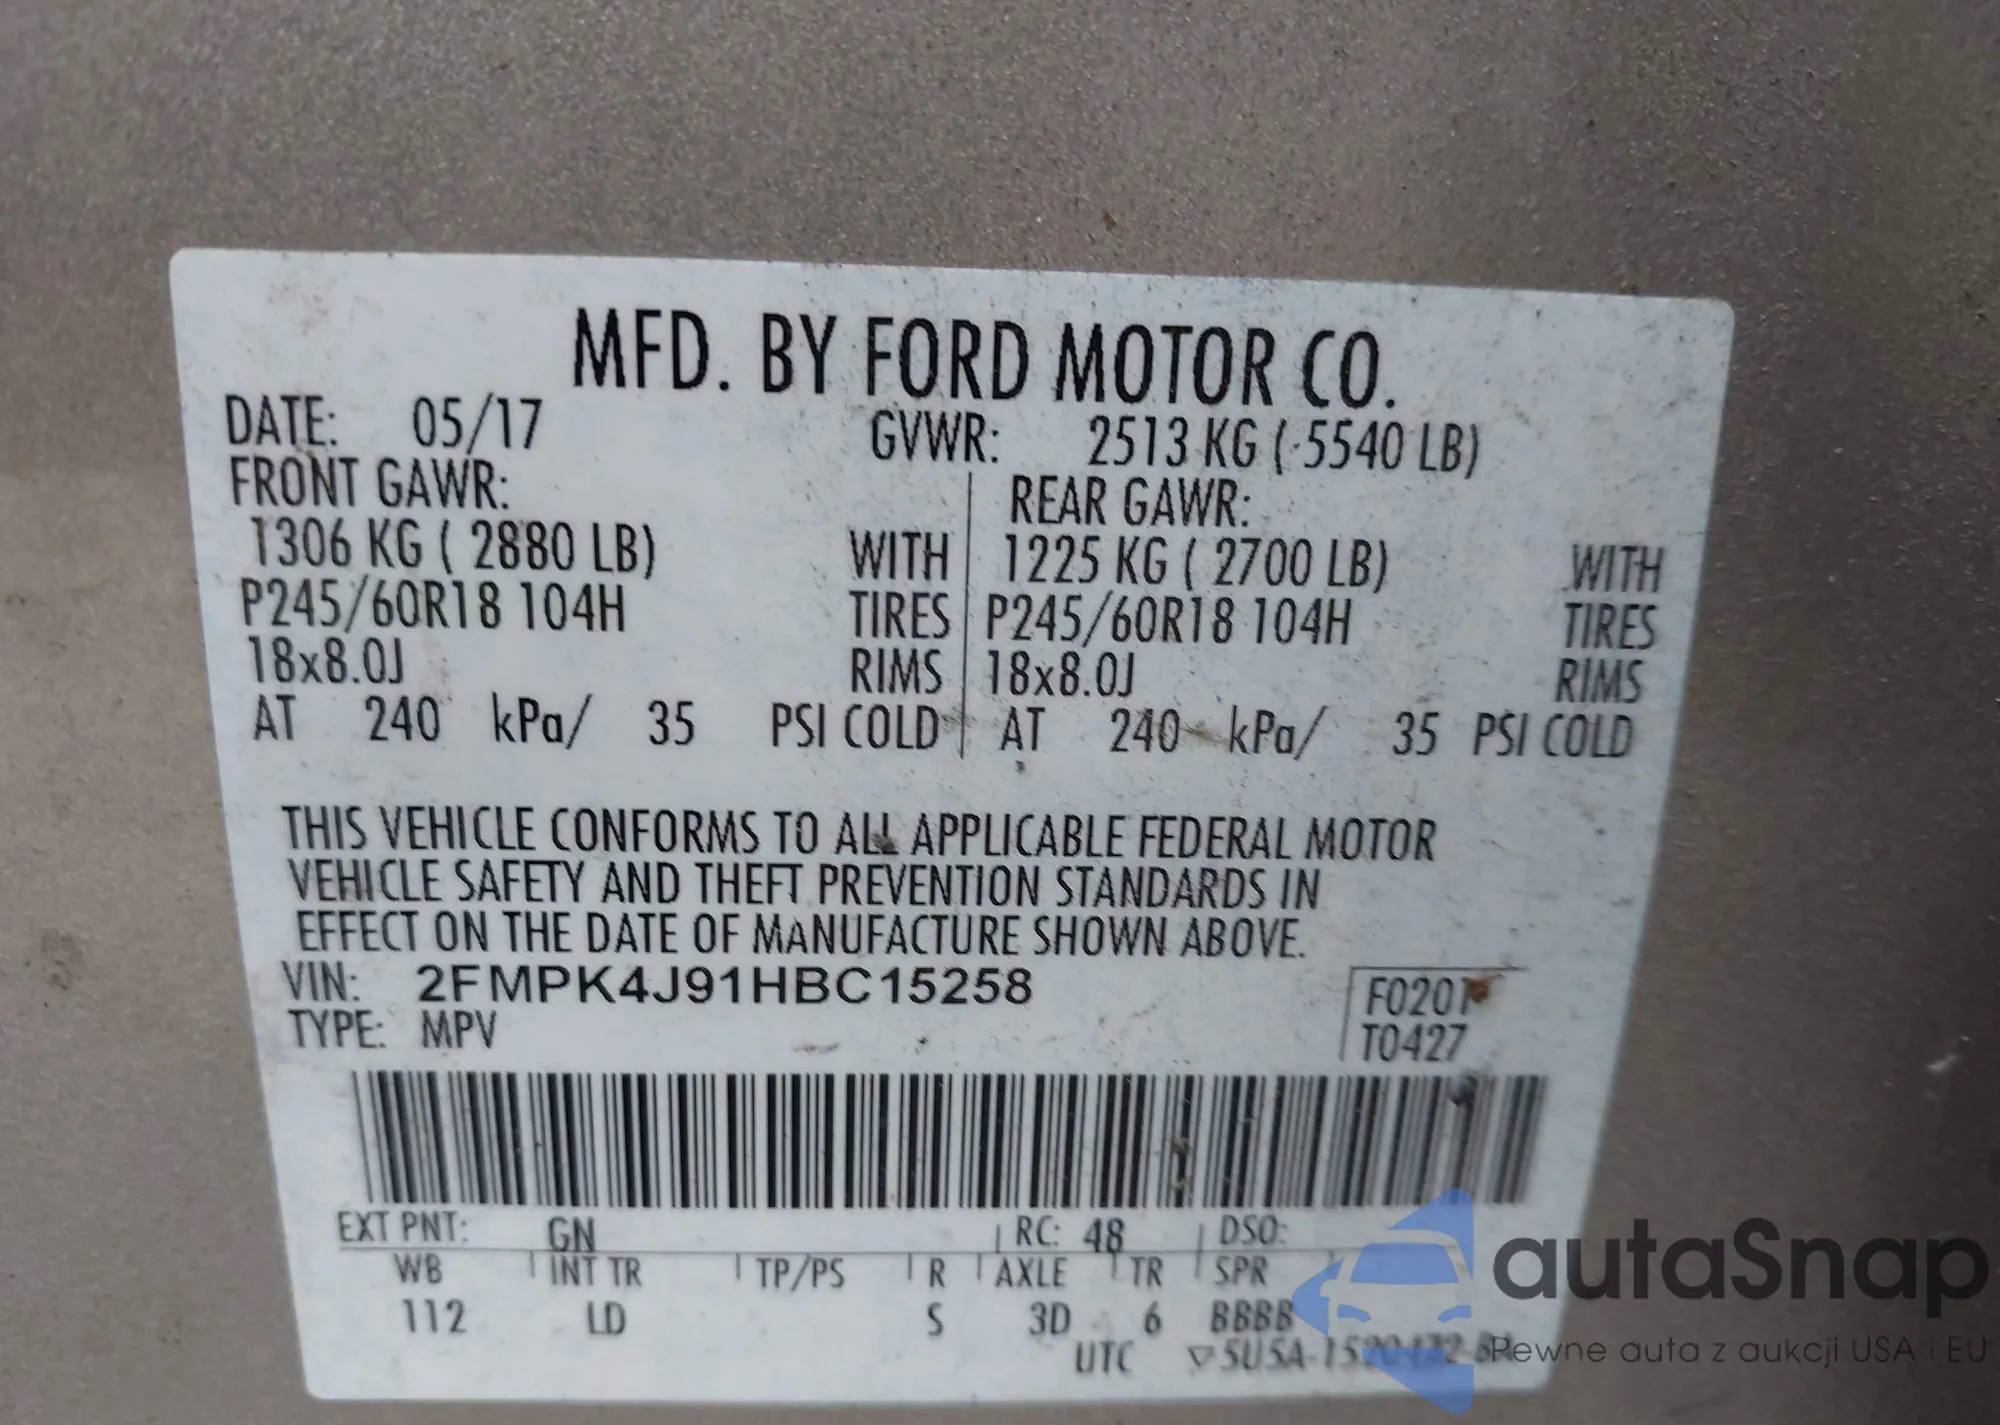 MFD. BY FORD MOTOR CO.
DATE: 05/17 GVWR: 2513 KG ( 5540 LB)
FRONT GAWR: REAR GAWR:
1306 KG ( 2880 LB) WITH 1225 KG ( 2700 LB) WITH
P245/60R18 104H TIRES P245/60R18 104H TIRES
18x8.0J RIMS 18x8.0J RIMS
AT 240 kPa/ 35 PSI COLD AT 240 kPa/ 35 PSI COLD
THIS VEHICLE CONFORMS TO ALL APPLICABLE FEDERAL MOTOR
VEHICLE SAFETY AND THEFT PREVENTION STANDARDS IN
EFFECT ON THE DATE OF MANUFACTURE SHOWN ABOVE.
VIN: 2FMPK4J91HBC15258
TYPE: MPV
F0201
T0427
EXT PNT: GN RC: 48 DSO:
WB INT TR TP/PS R AXLE TR SPR
112 LD S 3D 6 BBBB
UTC
autaSnap
Pewne auta z aukcji USA i EU